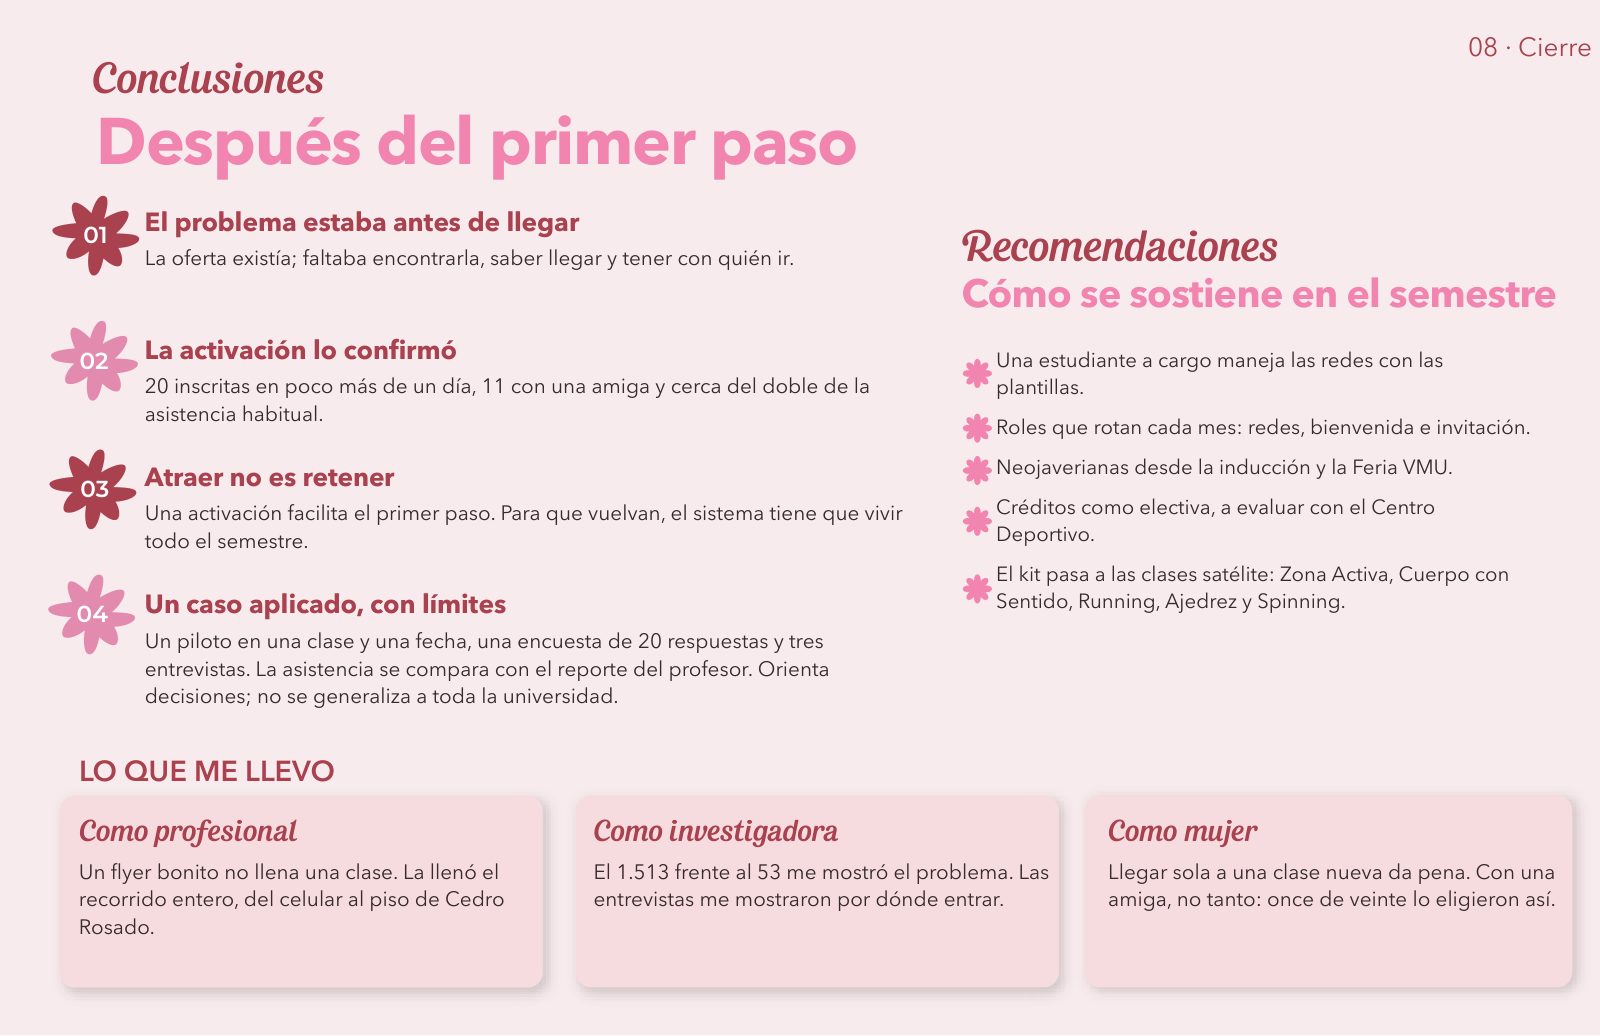 08 · Cierre
Conclusiones
Después del primer paso
01
El problema estaba antes de llegar
La oferta existía; faltaba encontrarla, saber llegar y tener con quién ir.
02
La activación lo confirmó
20 inscritas en poco más de un día, 11 con una amiga y cerca del doble de la
asistencia habitual.
03
Atraer no es retener
Una activación facilita el primer paso. Para que vuelvan, el sistema tiene que vivir
todo el semestre.
04
Un caso aplicado, con límites
Un piloto en una clase y una fecha, una encuesta de 20 respuestas y tres
entrevistas. La asistencia se compara con el reporte del profesor. Orienta
decisiones; no se generaliza a toda la universidad.
Recomendaciones
Cómo se sostiene en el semestre
Una estudiante a cargo maneja las redes con las
plantillas.
Roles que rotan cada mes: redes, bienvenida e invitación.
Neojaverianas desde la inducción y la Feria VMU.
Créditos como electiva, a evaluar con el Centro
Deportivo.
El kit pasa a las clases satélite: Zona Activa, Cuerpo con
Sentido, Running, Ajedrez y Spinning.
LO QUE ME LLEVO
Como profesional
Un flyer bonito no llena una clase. La llenó el
recorrido entero, del celular al piso de Cedro
Rosado.
Como investigadora
El 1.513 frente al 53 me mostró el problema. Las
entrevistas me mostraron por dónde entrar.
Como mujer
Llegar sola a una clase nueva da pena. Con una
amiga, no tanto: once de veinte lo eligieron así.